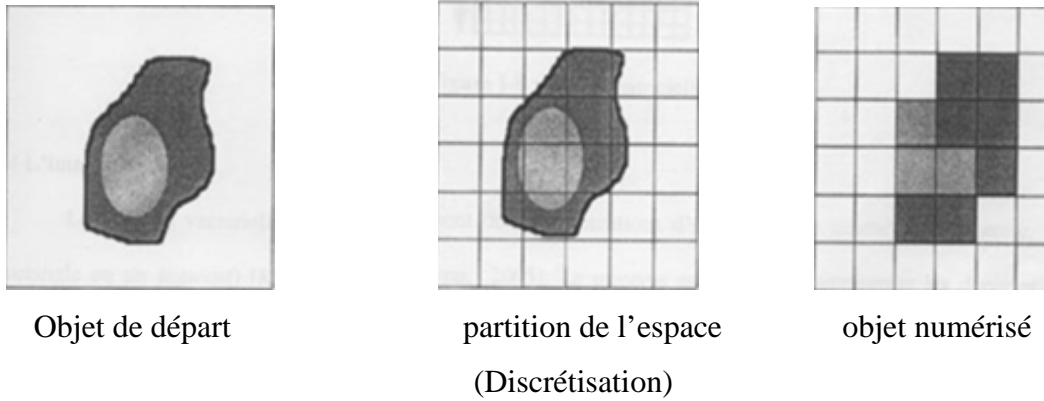 Objet de départ
partition de l’espace
objet numérisé
(Discrétisation)